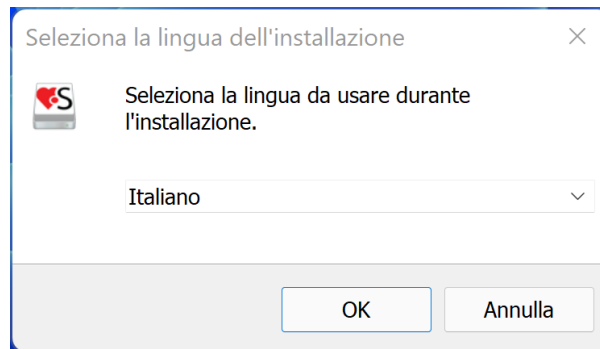 Seleziona la lingua dell'installazione
S
Seleziona la lingua da usare durante
l'installazione.
Italiano
OK
Annulla